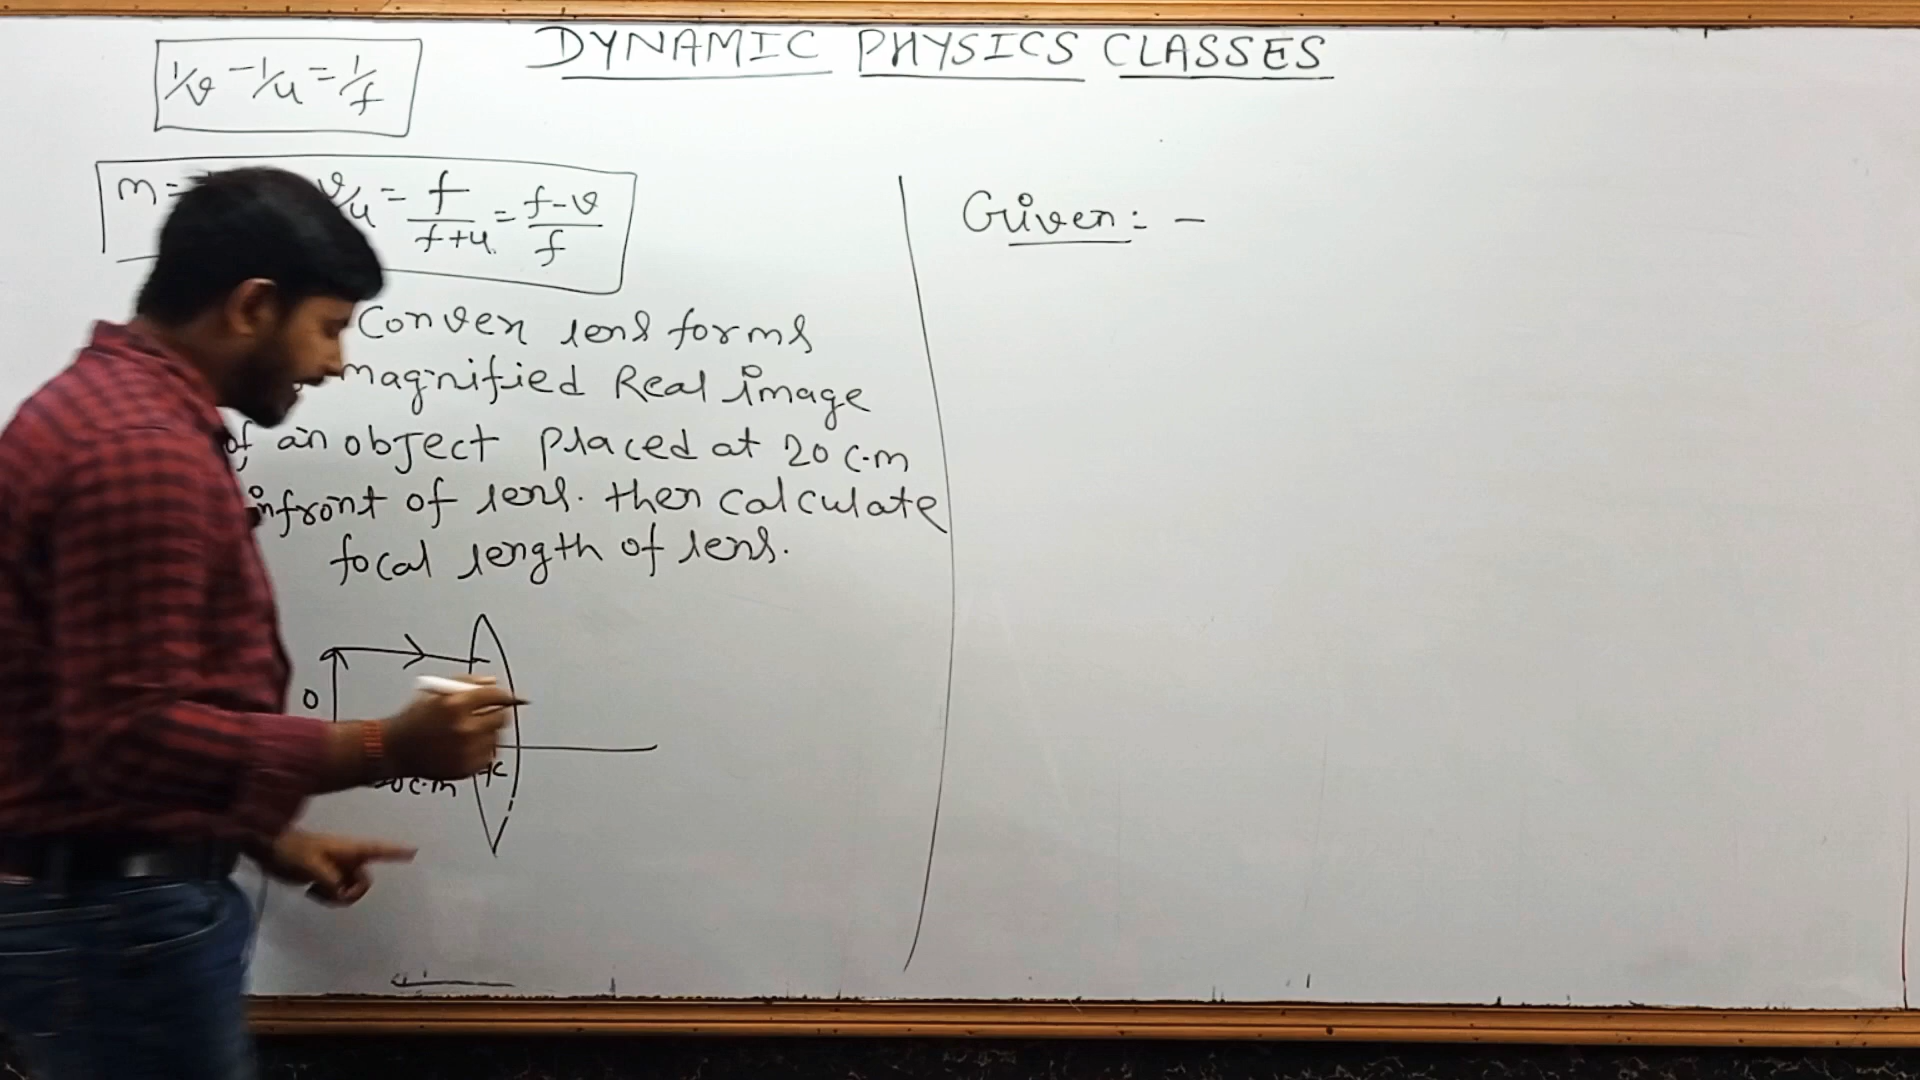 DYNAMIC PHYSICS CLASSES
1/v - 1/u = 1/f
m = v/u = f/f+u = f-v/f
Convex lens forms
magnified Real image
of an object placed at 20 c.m
infront of lens. then calculate
focal length of lens.
O
c.m
Given: -